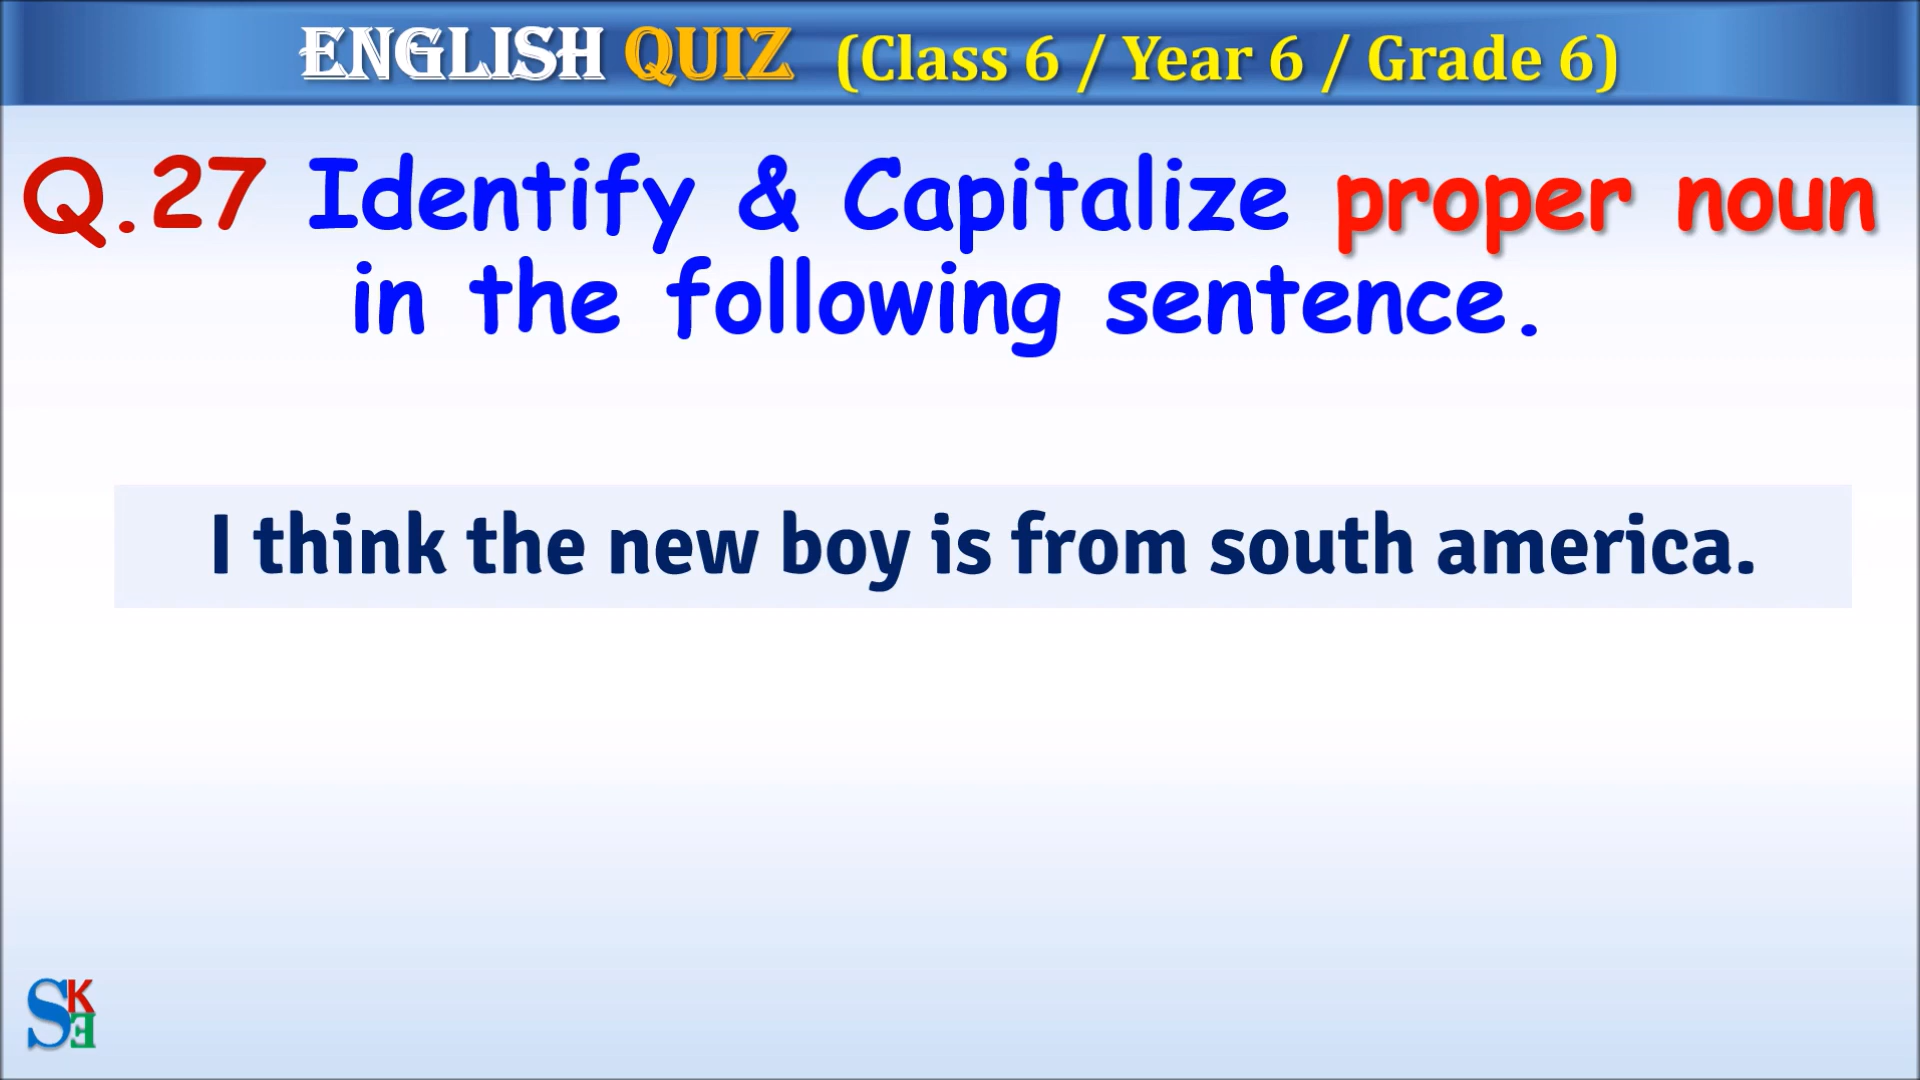 ENGLISH QUIZ (Class 6 / Year 6 / Grade 6)
Q.27 Identify & Capitalize proper noun
in the following sentence.
I think the new boy is from south america.
SKE